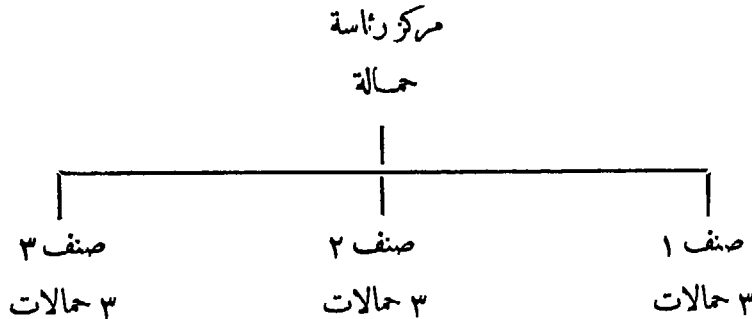 مركز رئاسة
حمالة
صنف ١
صنف ٢
صنف ٣
٣ حمالات
٣ حمالات
٣ حمالات